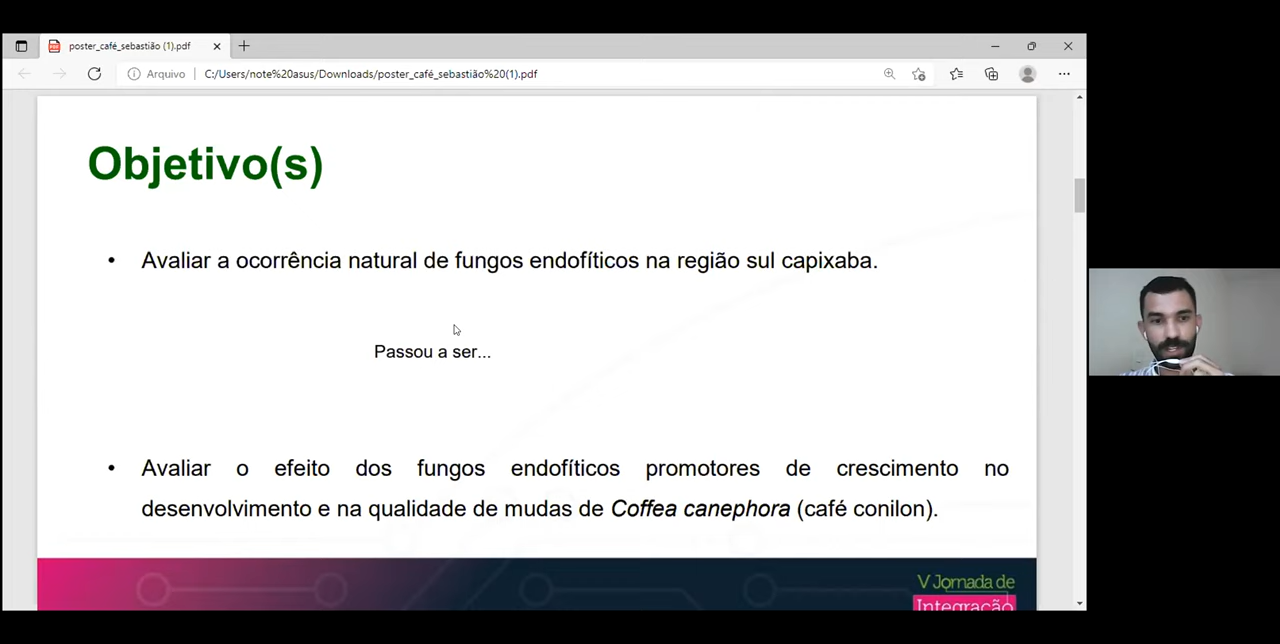 poster_café_sebastião (1).pdf
Arquivo
C:/Users/note%20asus/Downloads/poster_café_sebastião%20(1).pdf
Objetivo(s)
• Avaliar a ocorrência natural de fungos endofíticos na região sul capixaba.
Passou a ser...
• Avaliar o efeito dos fungos endofíticos promotores de crescimento no
desenvolvimento e na qualidade de mudas de Coffea canephora (café conilon).
V Jornada de
Integração